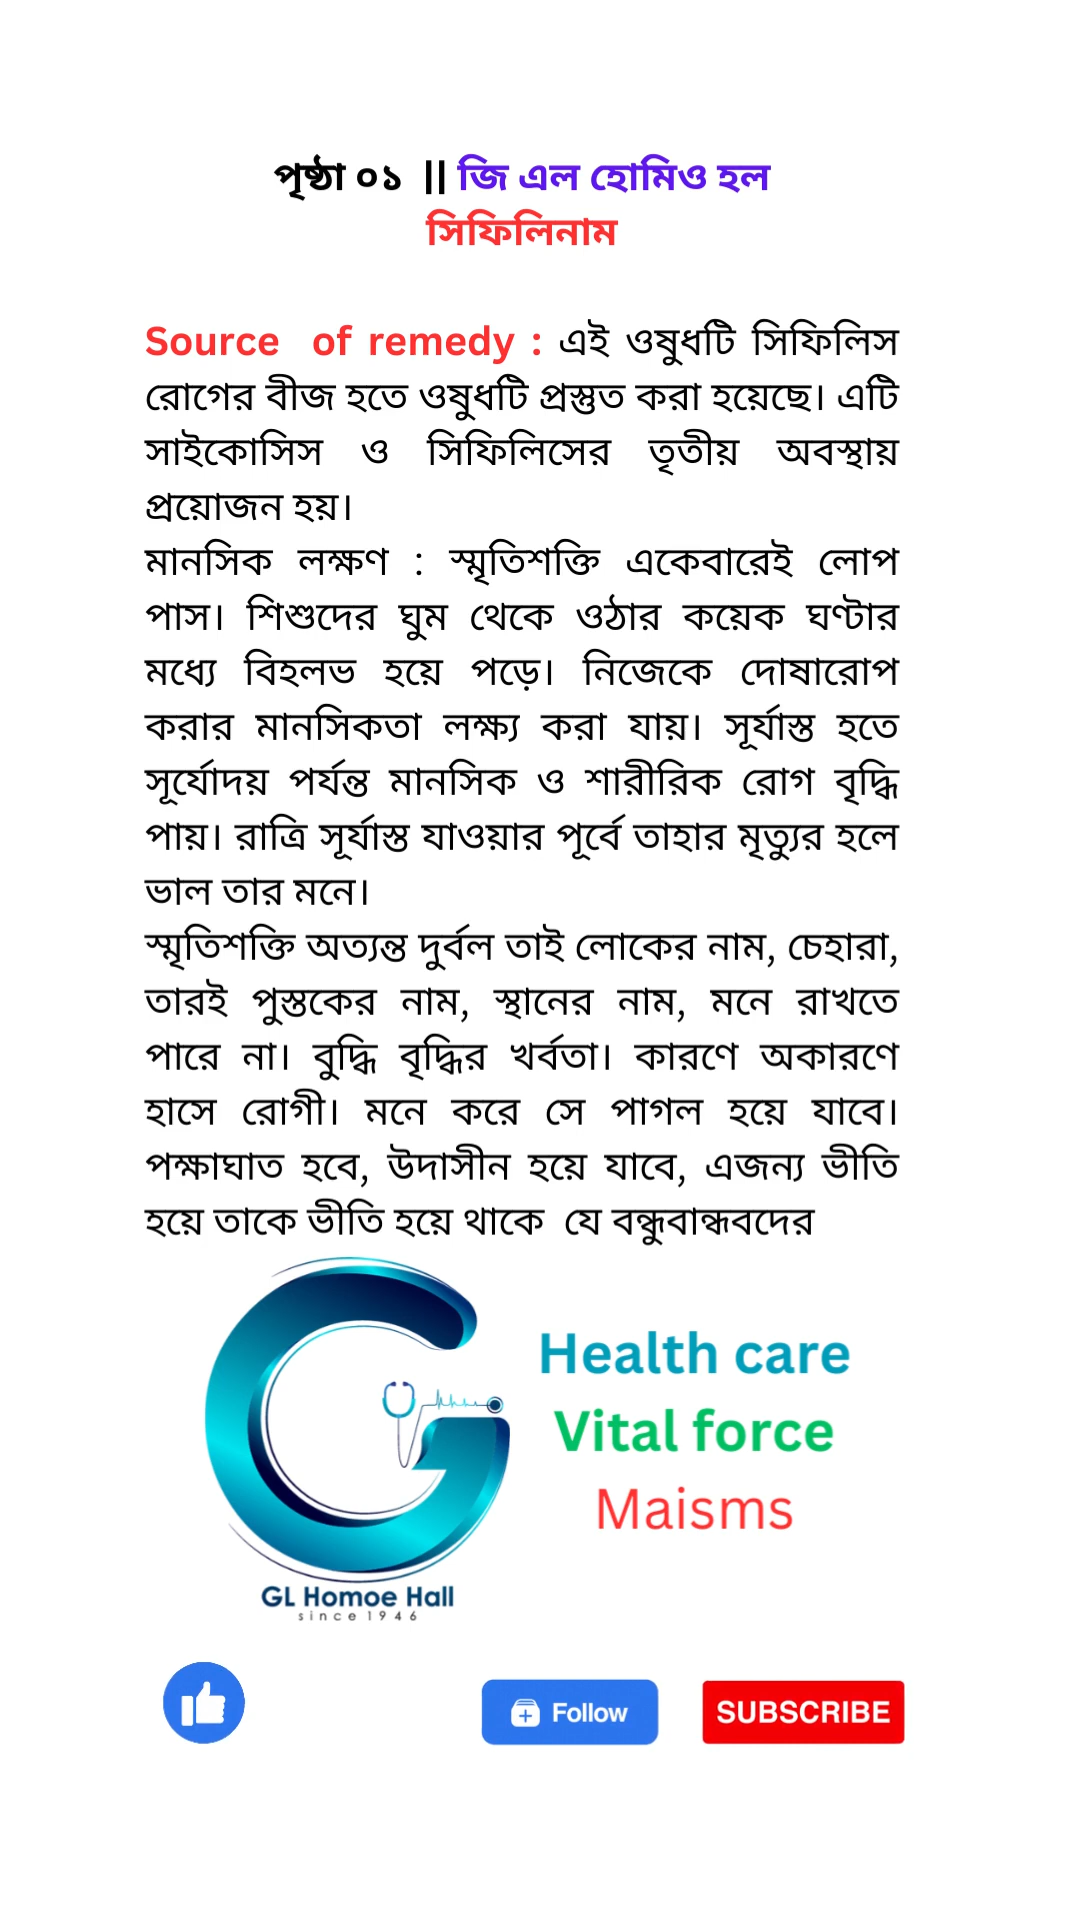 পৃষ্ঠা ০১ || জি এল হোমিও হল
সিফিলিনাম
Source of remedy : এই ওষুধটি সিফিলিস
রোগের বীজ হতে ওষুধটি প্রস্তুত করা হয়েছে। এটি
সাইকোসিস ও সিফিলিসের তৃতীয় অবস্থায়
প্রয়োজন হয়।
মানসিক লক্ষণ : স্মৃতিশক্তি একেবারেই লোপ
পাস। শিশুদের ঘুম থেকে ওঠার কয়েক ঘণ্টার
মধ্যে বিহলভ হয়ে পড়ে। নিজেকে দোষারোপ
করার মানসিকতা লক্ষ্য করা যায়। সূর্যাস্ত হতে
সূর্যোদয় পর্যন্ত মানসিক ও শারীরিক রোগ বৃদ্ধি
পায়। রাত্রি সূর্যাস্ত যাওয়ার পূর্বে তাহার মৃত্যুর হলে
ভাল তার মনে।
স্মৃতিশক্তি অত্যন্ত দুর্বল তাই লোকের নাম, চেহারা,
তারই পুস্তকের নাম, স্থানের নাম, মনে রাখতে
পারে না। বুদ্ধি বৃদ্ধির খর্বতা। কারণে অকারণে
হাসে রোগী। মনে করে সে পাগল হয়ে যাবে।
পক্ষাঘাত হবে, উদাসীন হয়ে যাবে, এজন্য ভীতি
হয়ে তাকে ভীতি হয়ে থাকে যে বন্ধুবান্ধবদের
Health care
Vital force
Maisms
GL Homoe Hall
since 1946
Follow
SUBSCRIBE